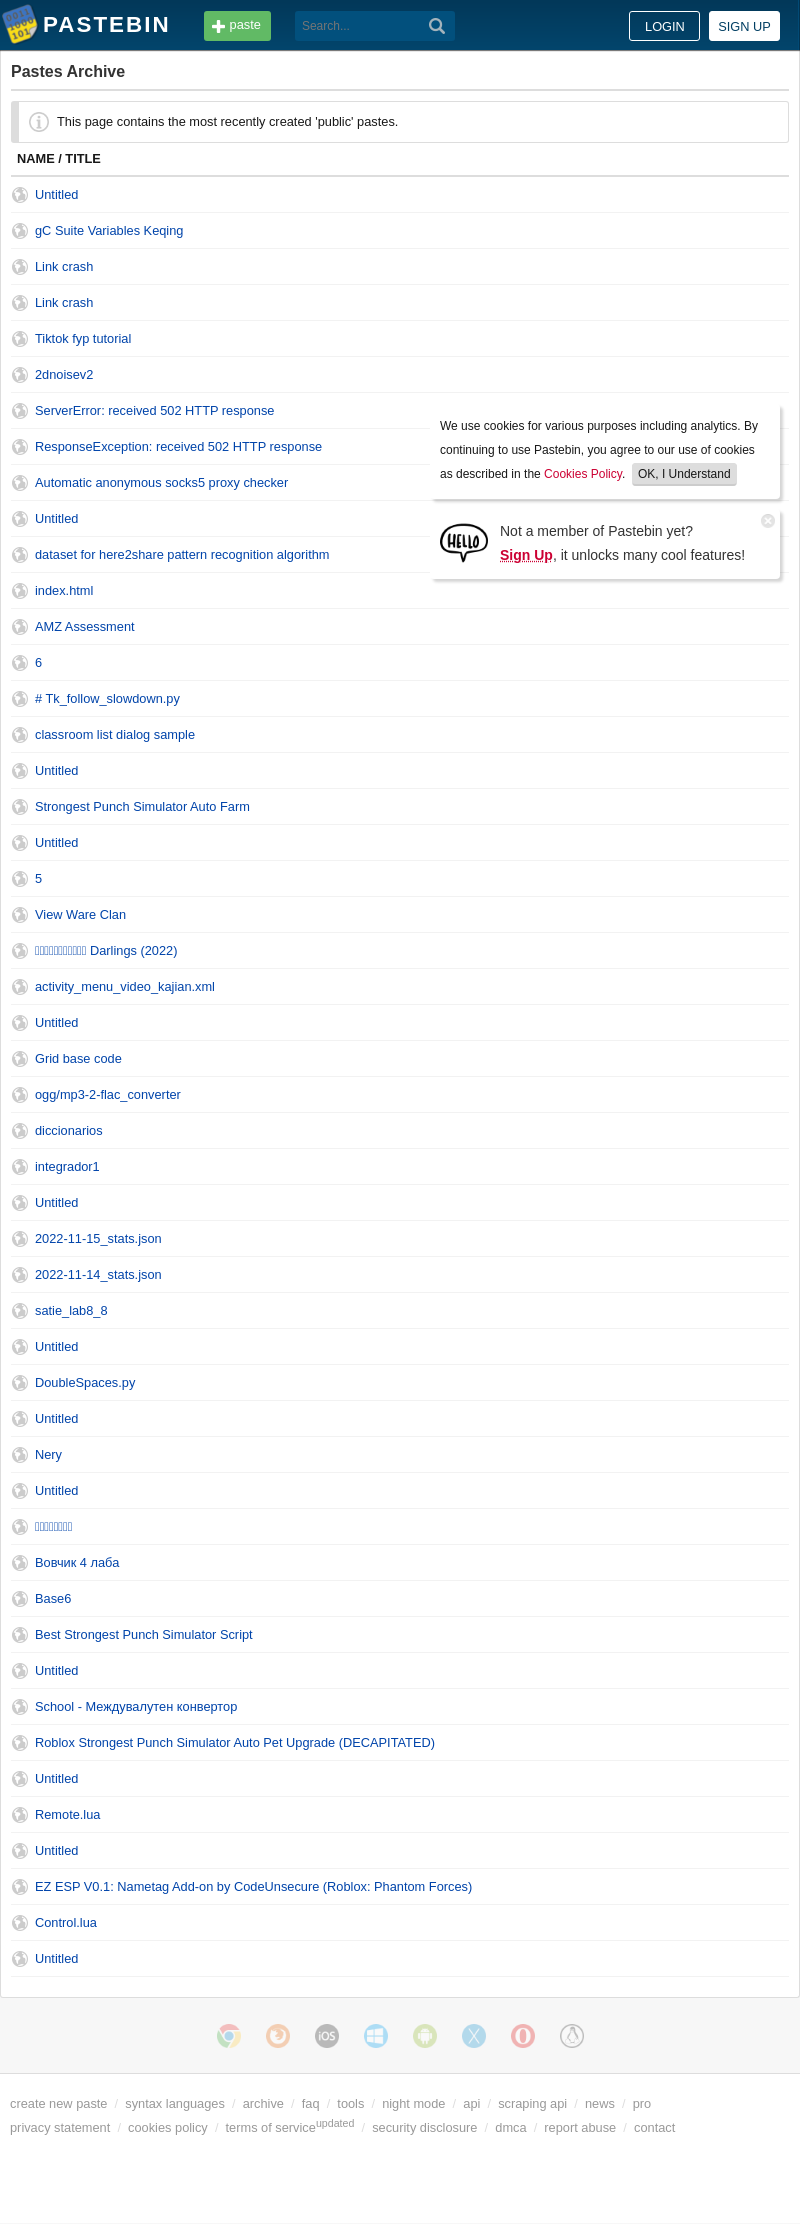 PASTEBIN
paste
Search...
LOGIN
SIGN UP
Pastes Archive
This page contains the most recently created 'public' pastes.
NAME / TITLE
Untitled
gC Suite Variables Keqing
Link crash
Link crash
Tiktok fyp tutorial
2dnoisev2
ServerError: received 502 HTTP response
ResponseException: received 502 HTTP response
Automatic anonymous socks5 proxy checker
Untitled
dataset for here2share pattern recognition algorithm
We use cookies for various purposes including analytics. By
continuing to use Pastebin, you agree to our use of cookies
as described in the Cookies Policy. OK, I Understand
HELLO
Not a member of Pastebin yet?
Sign Up, it unlocks many cool features!
index.html
AMZ Assessment
6
# Tk_follow_slowdown.py
classroom list dialog sample
Untitled
Strongest Punch Simulator Auto Farm
Untitled
5
View Ware Clan
Darlings (2022)
activity_menu_video_kajian.xml
Untitled
Grid base code
ogg/mp3-2-flac_converter
diccionarios
integrador1
Untitled
2022-11-15_stats.json
2022-11-14_stats.json
satie_lab8_8
Untitled
DoubleSpaces.py
Untitled
Nery
Untitled
Вовчик 4 лаба
Base6
Best Strongest Punch Simulator Script
Untitled
School - Междувалутен конвертор
Roblox Strongest Punch Simulator Auto Pet Upgrade (DECAPITATED)
Untitled
Remote.lua
Untitled
EZ ESP V0.1: Nametag Add-on by CodeUnsecure (Roblox: Phantom Forces)
Control.lua
Untitled
iOS
create new paste / syntax languages / archive / faq / tools / night mode / api / scraping api / news / pro
privacy statement / cookies policy / terms of service updated / security disclosure / dmca / report abuse / contact